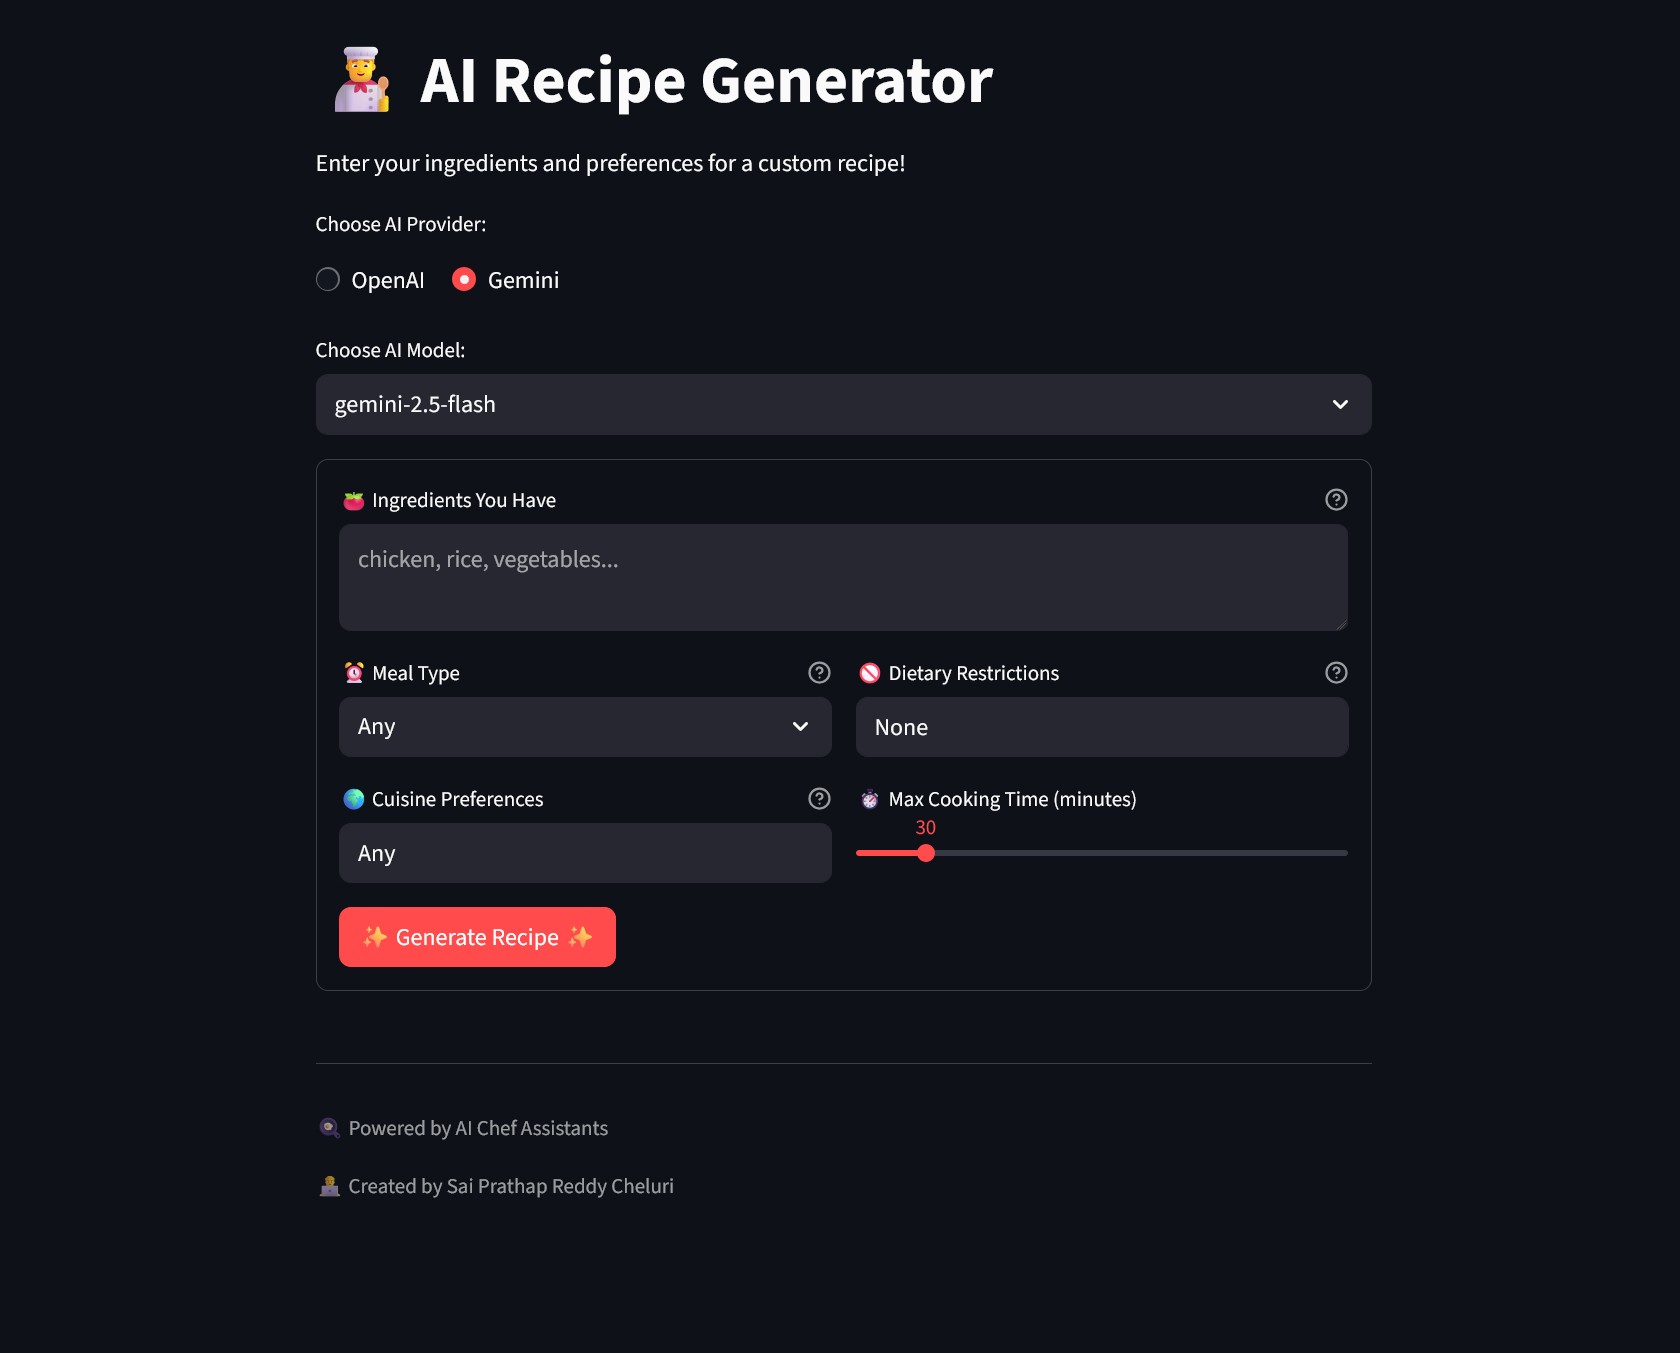 AI Recipe Generator
Enter your ingredients and preferences for a custom recipe!
Choose AI Provider:
OpenAI Gemini
Choose AI Model:
gemini-2.5-flash
Ingredients You Have
chicken, rice, vegetables...
Meal Type
Any
Dietary Restrictions
None
Cuisine Preferences
Any
Max Cooking Time (minutes)
30
✨ Generate Recipe ✨
Powered by AI Chef Assistants
Created by Sai Prathap Reddy Cheluri